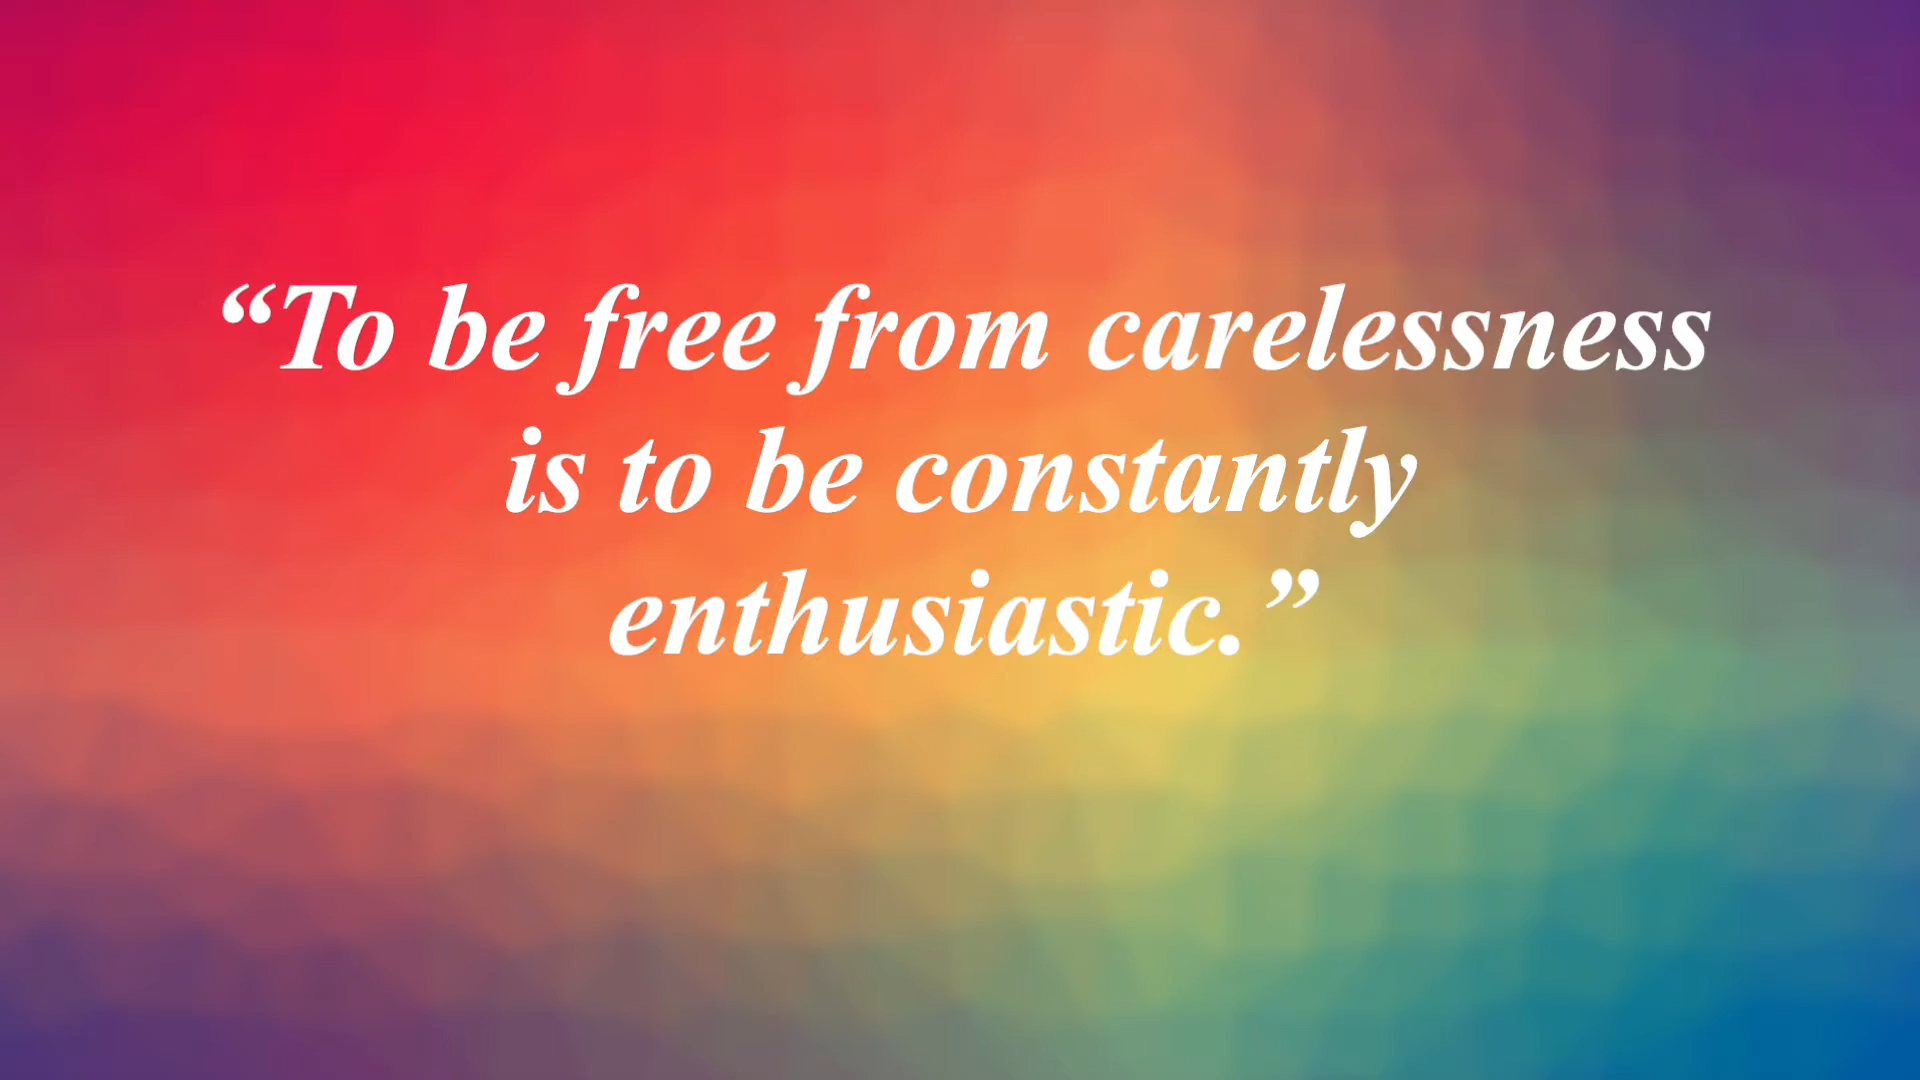 “To be free from carelessness
is to be constantly
enthusiastic.”